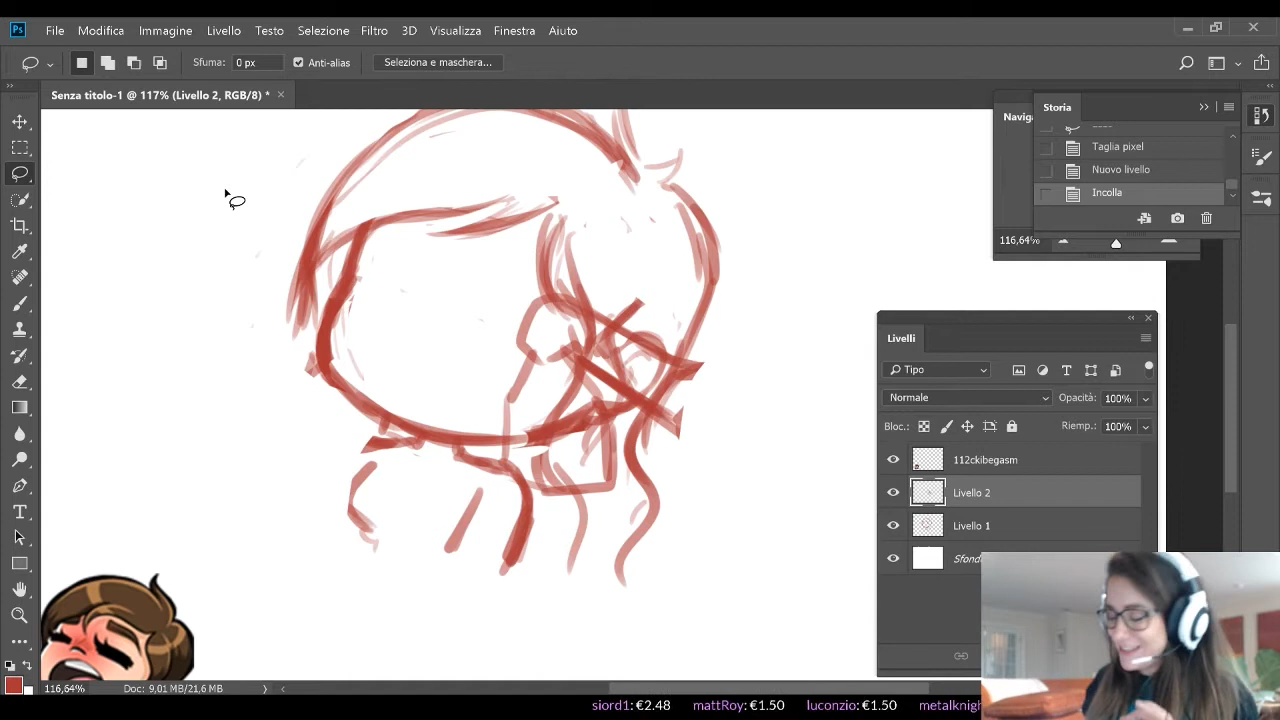 Ps File Modifica Immagine Livello Testo Selezione Filtro 3D Visualizza Finestra Aiuto
Sfuma: 0 px Anti-alias Seleziona e maschera...
Senza titolo-1 @ 117% (Livello 2, RGB/8) *
Storia
Taglia pixel
Nuovo livello
Incolla
116,64%
Livelli
Tipo
Normale Opacità: 100%
Bloc.: Riemp.: 100%
112ckibegasm
Livello 2
Livello 1
116,64% Doc: 9,01 MB/21,6 MB
siord1: €2.48 mattRoy: €1.50 luconzio: €1.50